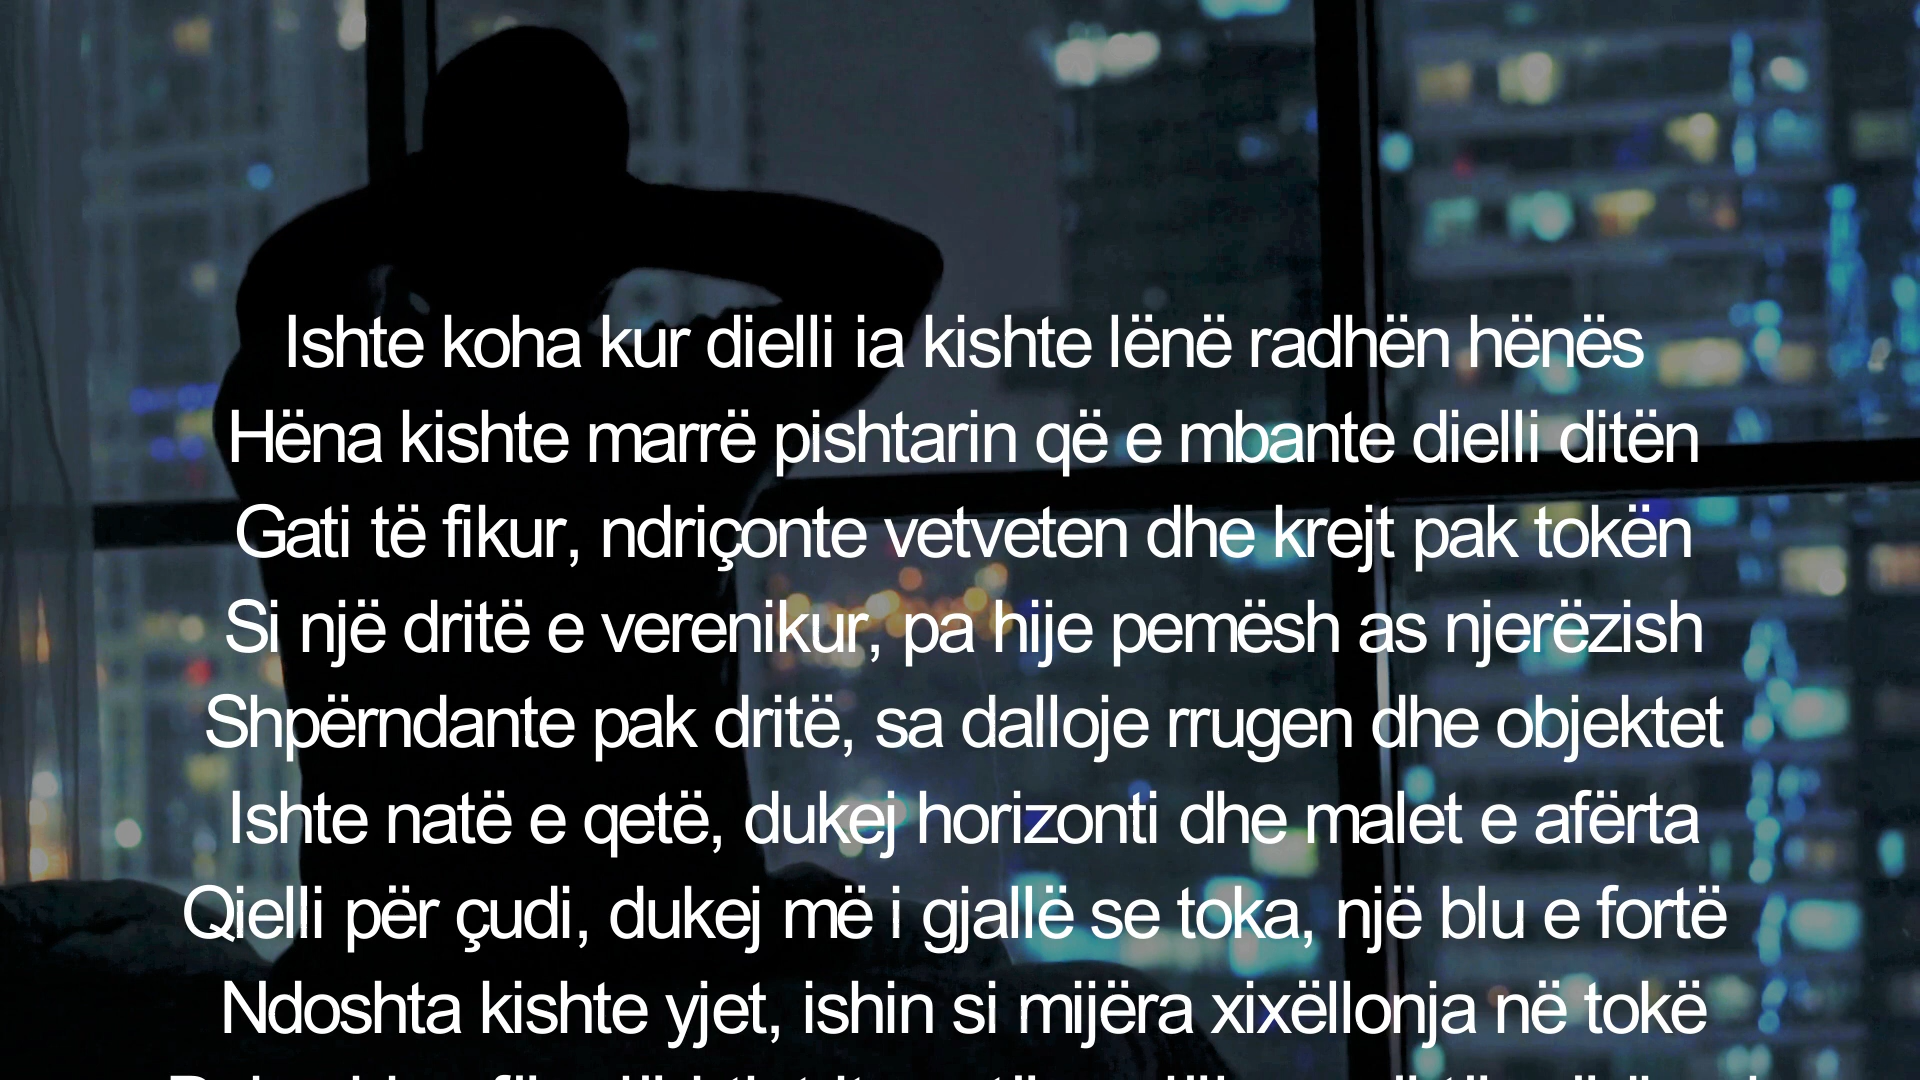 Ishte koha kur dielli ia kishte lënë radhën hënës
Hëna kishte marrë pishtarin që e mbante dielli ditën
Gati të fikur, ndriçonte vetveten dhe krejt pak tokën
Si një dritë e verenikur, pa hije pemësh as njerëzish
Shpërndante pak dritë, sa dalloje rrugen dhe objektet
Ishte natë e qetë, dukej horizonti dhe malet e afërta
Qielli për çudi, dukej më i gjallë se toka, një blu e fortë
Ndoshta kishte yjet, ishin si mijëra xixëllonja në tokë